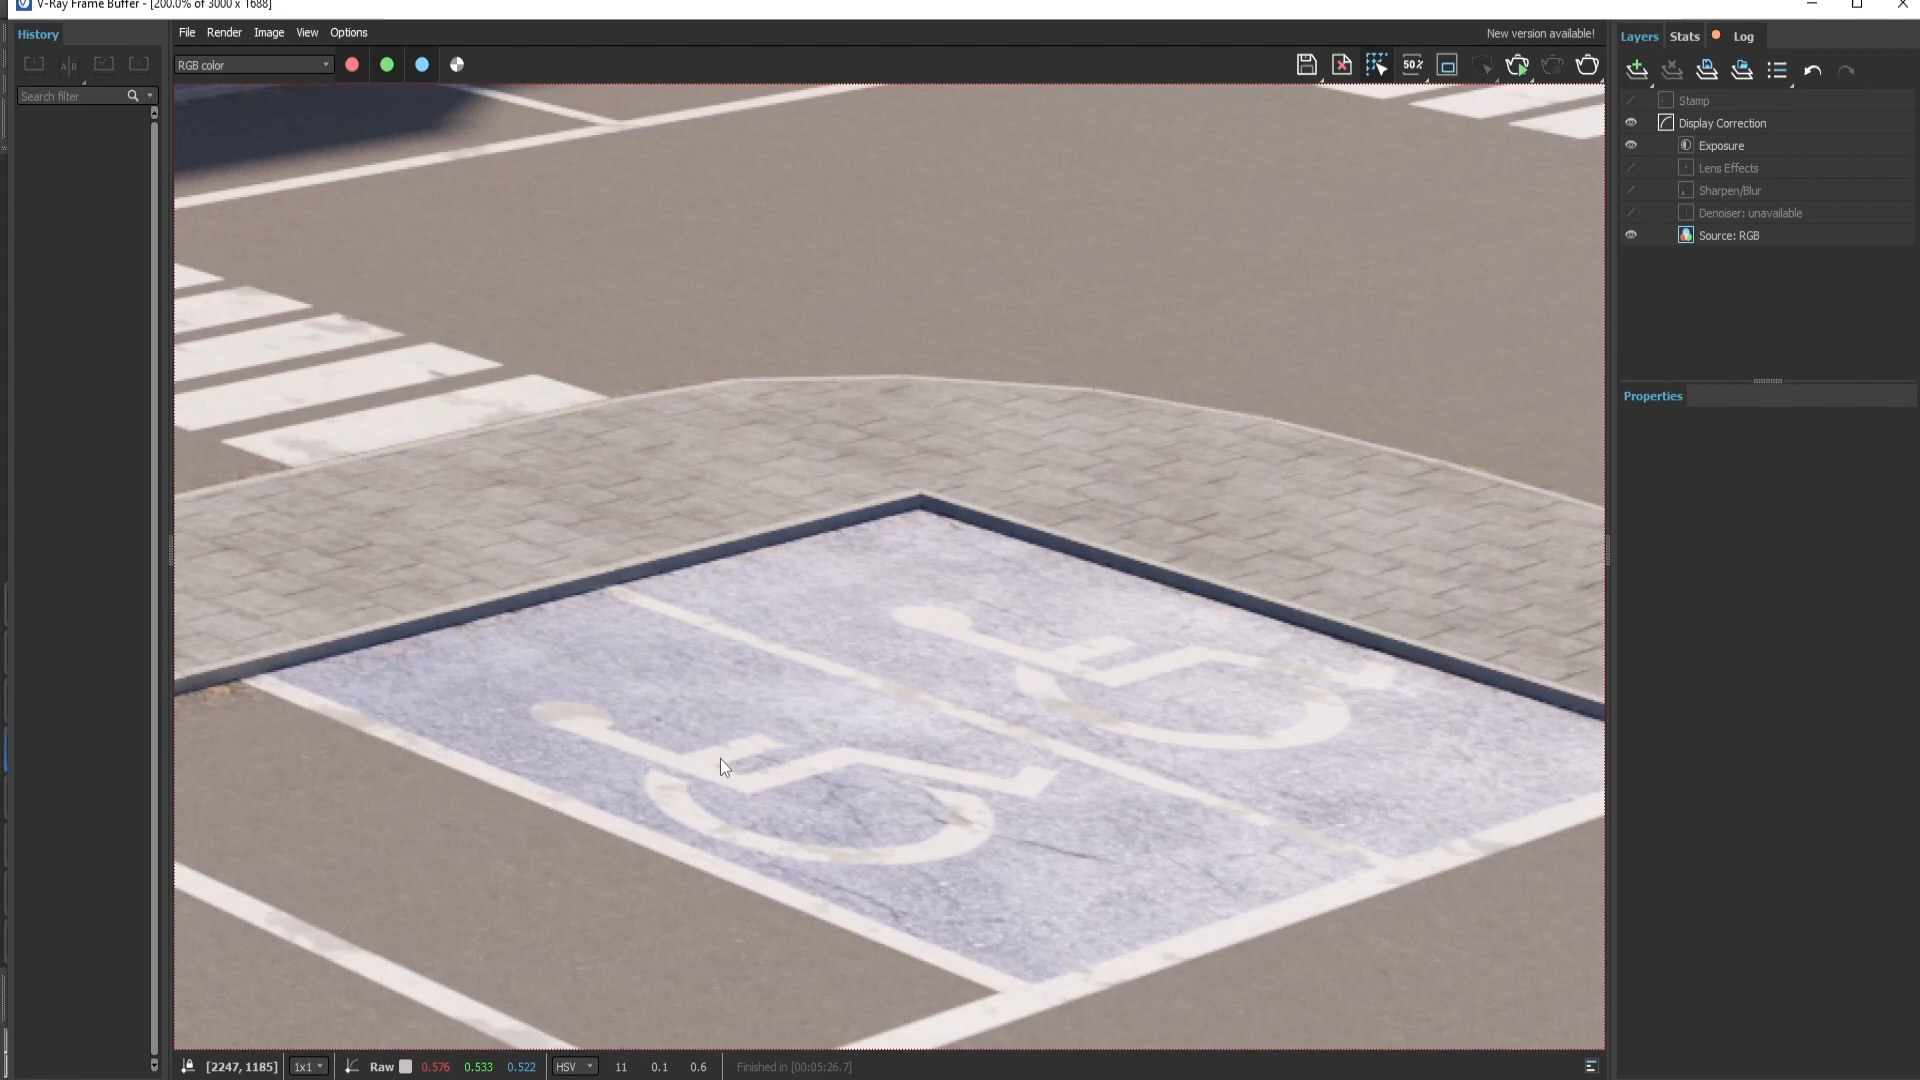 V-Ray Frame Buffer - [200.0% of 3000 x 1688]
History
File Render Image View Options
New version available!
Layers Stats Log
RGB color
50%
A|B
Search filter
Stamp
Display Correction
Exposure
Lens Effects
Sharpen/Blur
Denoiser: unavailable
Source: RGB
Properties
[2247, 1185] 1x1 Raw 0.576 0.533 0.522 HSV 11 0.1 0.6 Finished in [00:05:26.7]